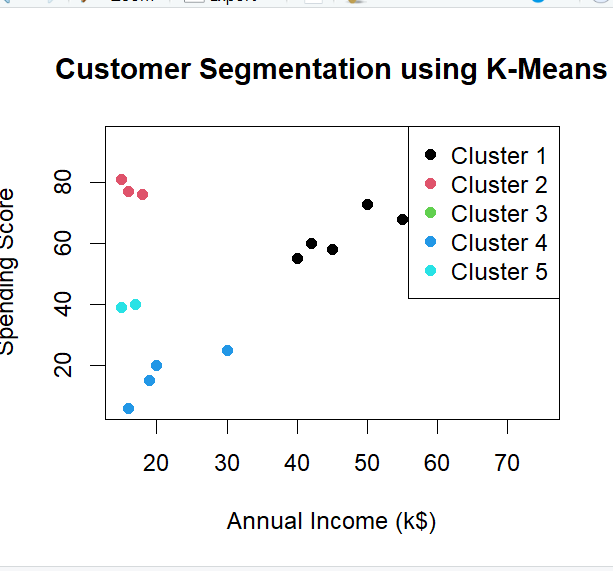 Customer Segmentation using K-Means
Spending Score
80
60
40
20
Cluster 1
Cluster 2
Cluster 3
Cluster 4
Cluster 5
20 30 40 50 60 70
Annual Income (k$)